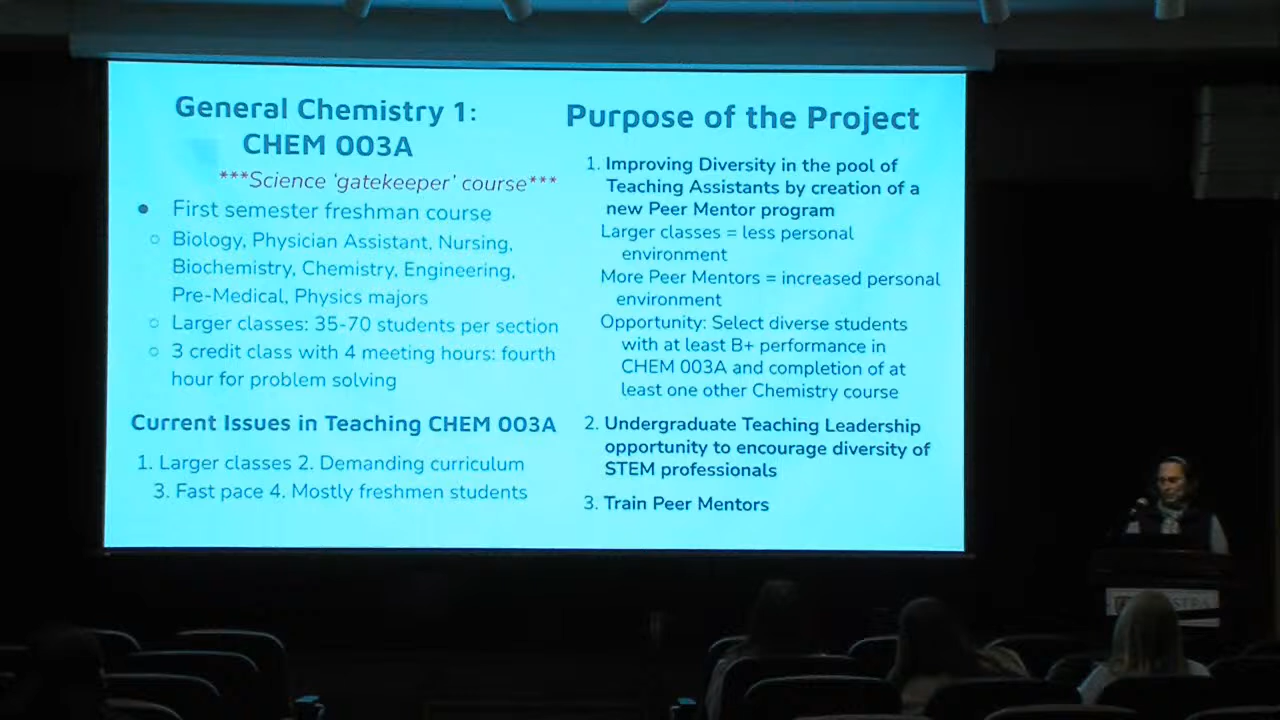 General Chemistry 1:
CHEM 003A
***Science 'gatekeeper' course***
● First semester freshman course
○ Biology, Physician Assistant, Nursing,
Biochemistry, Chemistry, Engineering,
Pre-Medical, Physics majors
○ Larger classes: 35-70 students per section
○ 3 credit class with 4 meeting hours: fourth
hour for problem solving
Current Issues in Teaching CHEM 003A
1. Larger classes 2. Demanding curriculum
3. Fast pace 4. Mostly freshmen students
Purpose of the Project
1. Improving Diversity in the pool of
Teaching Assistants by creation of a
new Peer Mentor program
Larger classes = less personal
environment
More Peer Mentors = increased personal
environment
Opportunity: Select diverse students
with at least B+ performance in
CHEM 003A and completion of at
least one other Chemistry course
2. Undergraduate Teaching Leadership
opportunity to encourage diversity of
STEM professionals
3. Train Peer Mentors